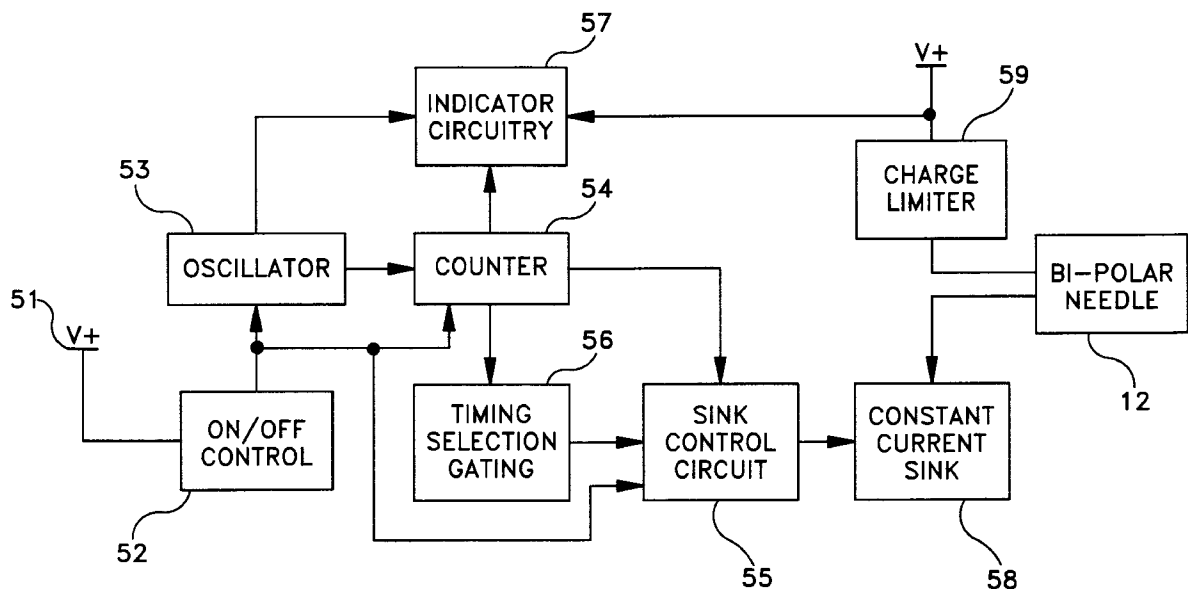 57
V+
59
INDICATOR
CIRCUITRY
53
54
CHARGE
LIMITER
OSCILLATOR
COUNTER
BI-POLAR
NEEDLE
51
V+
56
12
ON/OFF
CONTROL
TIMING
SELECTION
GATING
SINK
CONTROL
CIRCUIT
CONSTANT
CURRENT
SINK
52
55
58